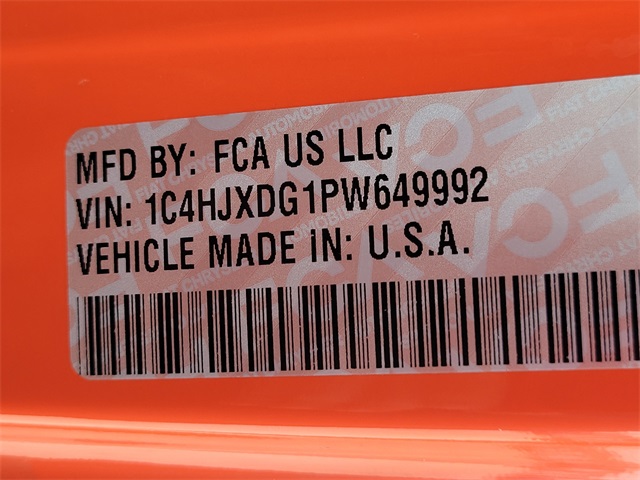 MFD BY: FCA US LLC
VIN: 1C4HJXDG1PW649992
VEHICLE MADE iN: U.S.A.